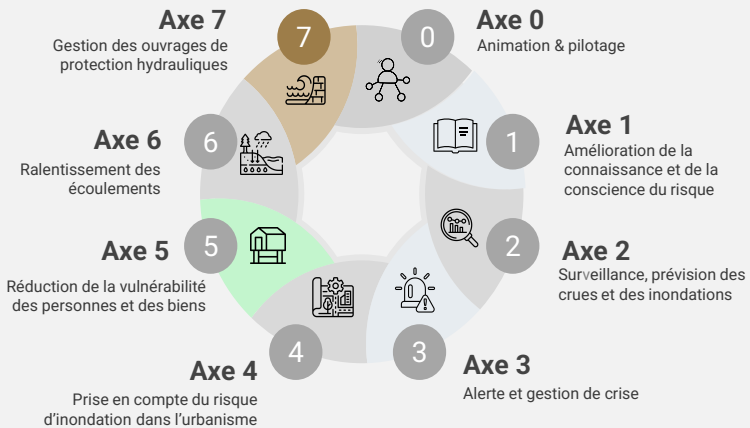 Axe 0
Animation & pilotage
0
Axe 1
Amélioration de la
connaissance et de la
conscience du risque
1
Axe 2
Surveillance, prévision des
crues et des inondations
2
Axe 3
Alerte et gestion de crise
3
Axe 4
Prise en compte du risque
d'inondation dans l'urbanisme
4
Axe 5
Réduction de la vulnérabilité
des personnes et des biens
5
Axe 6
Ralentissement des
écoulements
6
Axe 7
Gestion des ouvrages de
protection hydrauliques
7